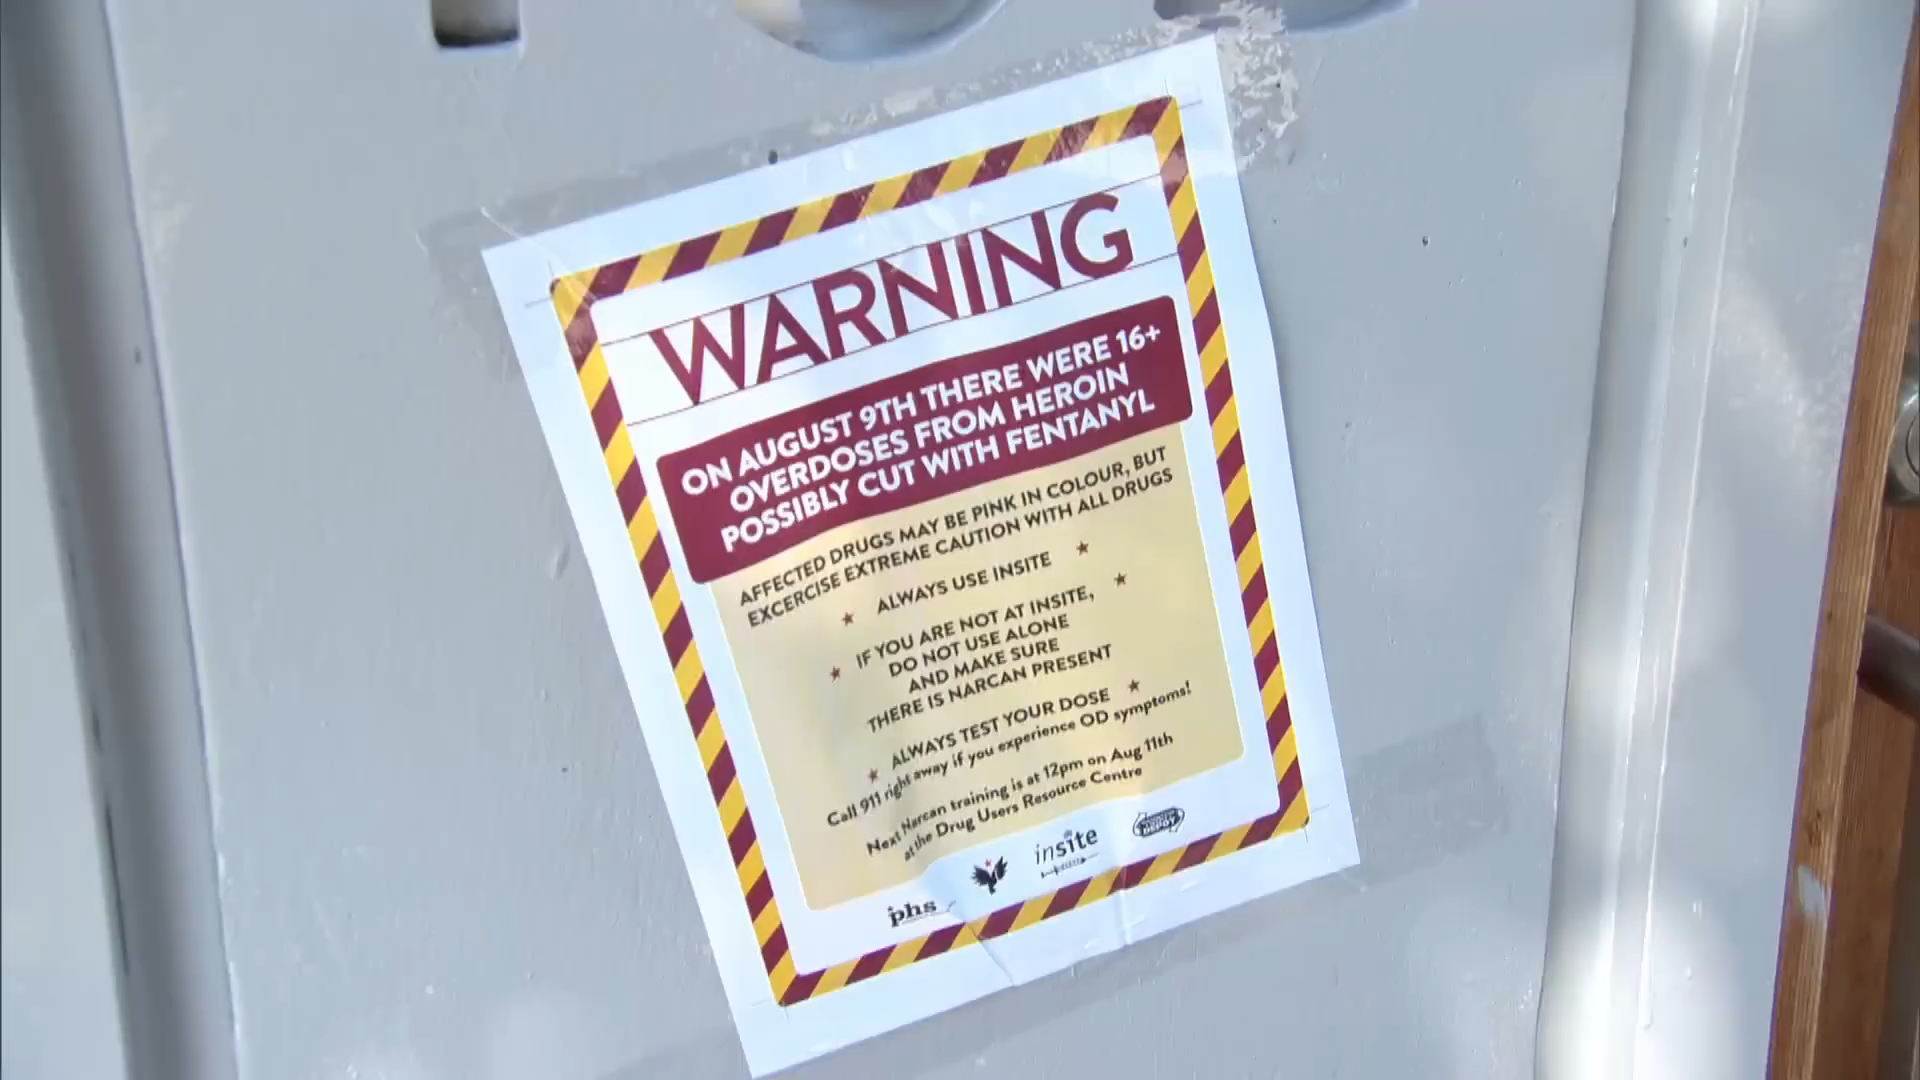 WARNING
ON AUGUST 9TH THERE WERE 16+
OVERDOSES FROM HEROIN
POSSIBLY CUT WITH FENTANYL
AFFECTED DRUGS MAY BE PINK IN COLOUR, BUT
EXCERCISE EXTREME CAUTION WITH ALL DRUGS
ALWAYS USE INSITE
IF YOU ARE NOT AT INSITE,
DO NOT USE ALONE
AND MAKE SURE
THERE IS NARCAN PRESENT
ALWAYS TEST YOUR DOSE
Call 911 right away if you experience OD symptoms!
Next Narcan training is at 12pm on Aug 11th
at the Drug Users Resource Centre
phs
insite
DEPOT